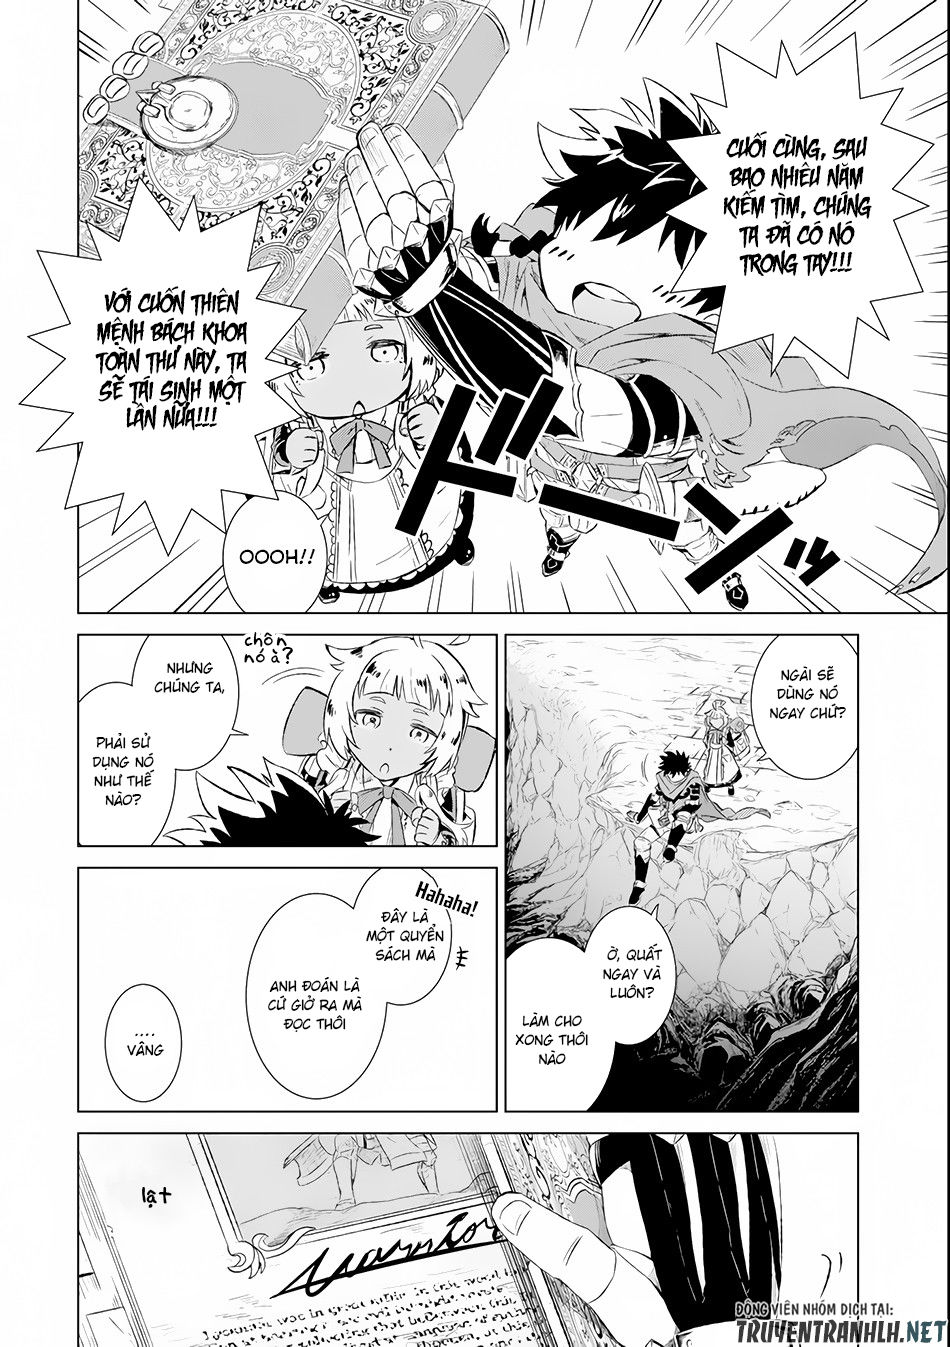 CUỐI CÙNG, SAU
BAO NHIÊU NĂM
KIẾM TÌM, CHÚNG
TA ĐÃ CÓ NÓ
TRONG TAY!!!
VỚI CUỐN THIÊN
MỆNH BÁCH KHOA
TOÀN THƯ NÀY, TA
SẼ TÁI SINH MỘT
LẦN NỮA!!!
ドーン
OOOH!!
NGÀI SẼ
DÙNG NÓ
NGAY CHỨ?
Ờ, QUẤT
NGAY VÀ
LUÔN?
LÀM CHO
XONG THÔI
NÀO
chôn
nó à?
NHƯNG
CHÚNG TA,
PHẢI SỬ
DỤNG NÓ
NHƯ THẾ
NÀO?
Hahaha!
ĐÂY LÀ
MỘT QUYỂN
SÁCH MÀ
ANH ĐOÁN LÀ
CỨ GIỞ RA MÀ
ĐỌC THÔI
....
VÂNG
lật
ĐỘNG VIÊN NHÓM DỊCH TẠI:
TRUYENTRANHLH.NET